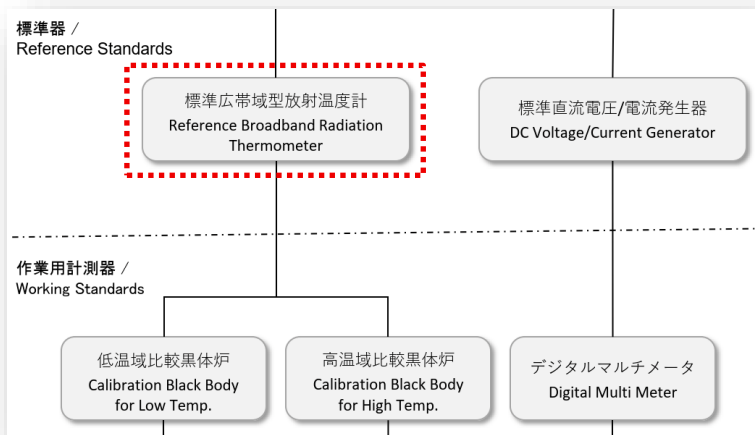 標準器 /
Reference Standards
標準広帯域型放射温度計
Reference Broadband Radiation
Thermometer
標準直流電圧/電流発生器
DC Voltage/Current Generator
作業用計測器 /
Working Standards
低温域比較黒体炉
Calibration Black Body
for Low Temp.
高温域比較黒体炉
Calibration Black Body
for High Temp.
デジタルマルチメータ
Digital Multi Meter